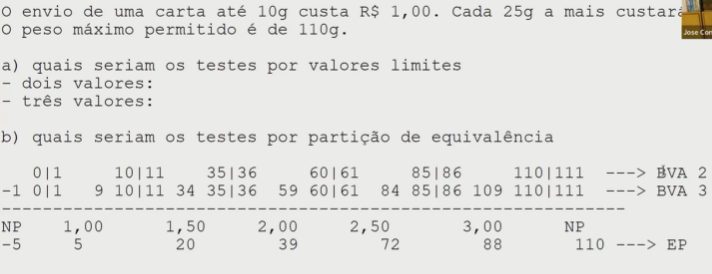 O envio de uma carta até 10g custa R$ 1,00. Cada 25g a mais custará
O peso máximo permitido é de 110g.
Jose Con
a) quais seriam os testes por valores limites
- dois valores:
- três valores:
b) quais seriam os testes por partição de equivalência
0|1 10|11 35|36 60|61 85|86 110|111 ---> BVA 2
-1 0|1 9 10|11 34 35|36 59 60|61 84 85|86 109 110|111 ---> BVA 3
------------------------------------------------------------------
NP 1,00 1,50 2,00 2,50 3,00 NP
-5 5 20 39 72 88 110 ---> EP